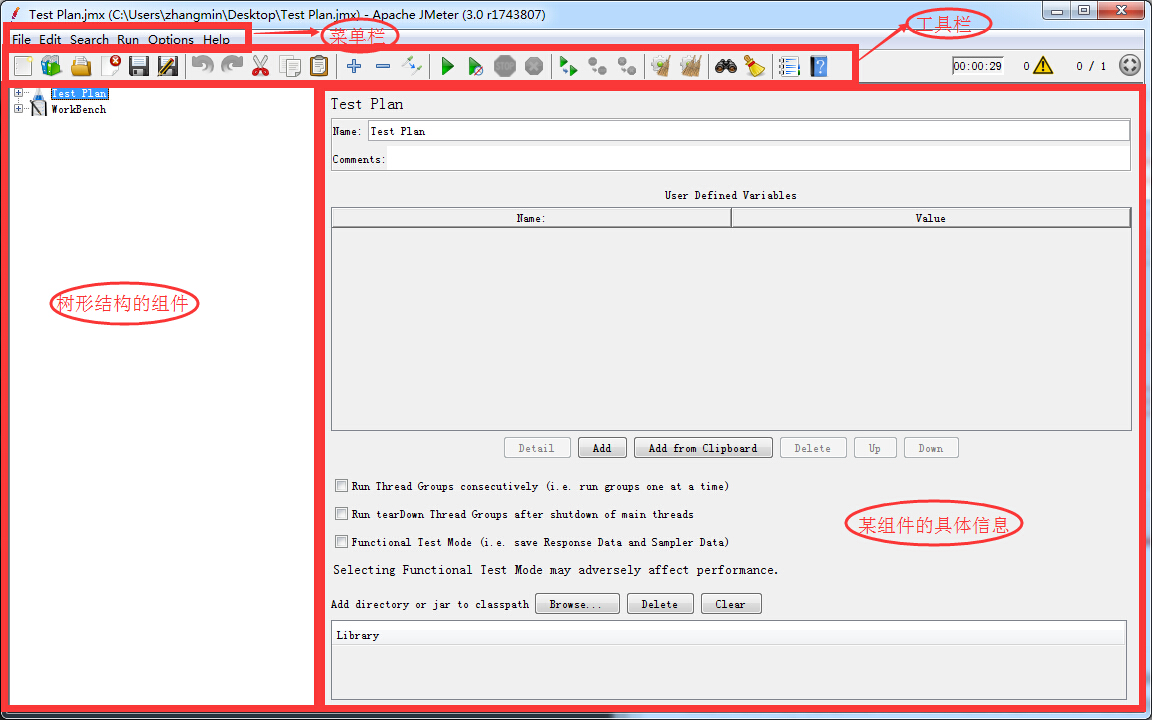 Test Plan.jmx (C:\Users\zhangmin\Desktop\Test Plan.jmx) - Apache JMeter (3.0 r1743807)
File Edit Search Run Options Help
菜单栏
工具栏
STOP
00:00:29 0 0 / 1
Test Plan
WorkBench
树形结构的组件
Test Plan
Name: Test Plan
Comments:
User Defined Variables
Name: Value
Detail Add Add from Clipboard Delete Up Down
Run Thread Groups consecutively (i.e. run groups one at a time)
Run tearDown Thread Groups after shutdown of main threads
某组件的具体信息
Functional Test Mode (i.e. save Response Data and Sampler Data)
Selecting Functional Test Mode may adversely affect performance.
Add directory or jar to classpath Browse... Delete Clear
Library